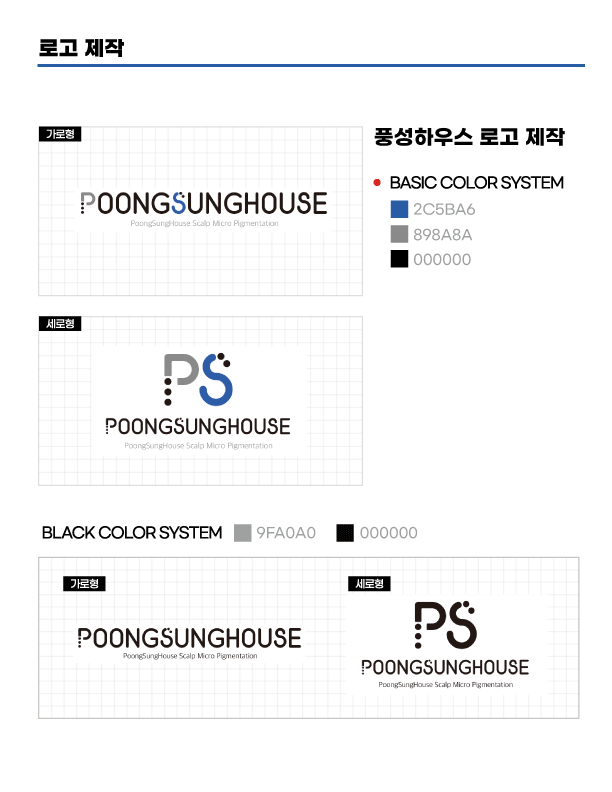 로고 제작
가로형
POONGSUNGHOUSE
PoongSungHouse Scalp Micro Pigmentation
풍성하우스 로고 제작
BASIC COLOR SYSTEM
2C5BA6
898A8A
000000
세로형
PS
POONGSUNGHOUSE
PoongSungHouse Scalp Micro Pigmentation
BLACK COLOR SYSTEM 9FA0A0 000000
가로형
POONGSUNGHOUSE
PoongSungHouse Scalp Micro Pigmentation
세로형
PS
POONGSUNGHOUSE
PoongSungHouse Scalp Micro Pigmentation